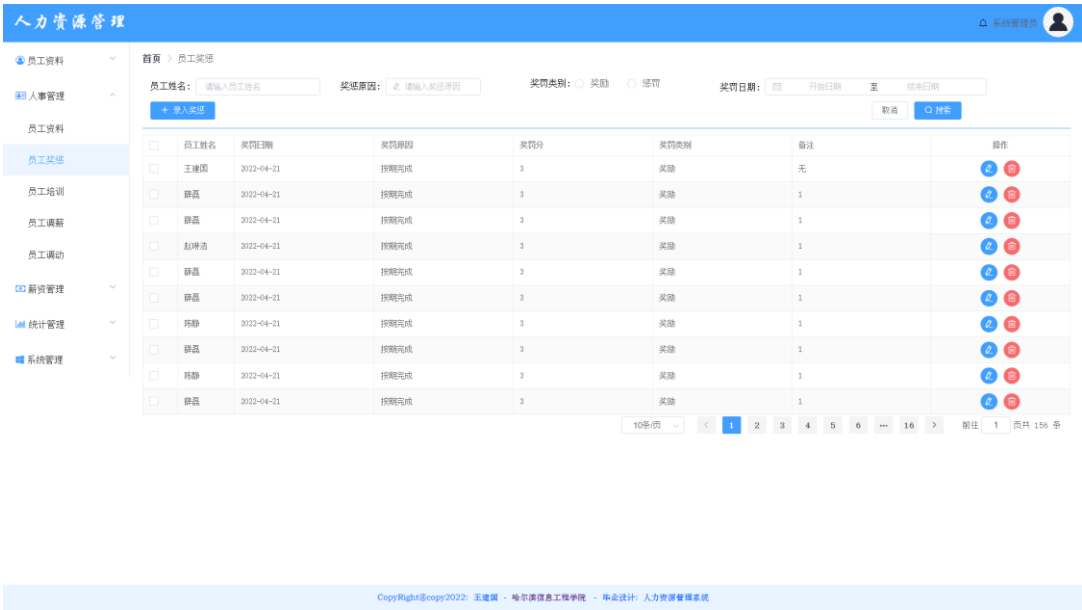 人力资源管理
系统管理员
员工资料
人事管理
员工资料
员工奖惩
员工培训
员工调薪
员工调动
薪资管理
统计管理
系统管理
首页 > 员工奖惩
员工姓名: 请输入员工姓名 奖惩原因: 请输入奖惩原因 奖罚类别: 奖励 惩罚 奖罚日期: 开始日期 至 结束日期
+ 录入奖惩 取消 搜索
员工姓名 奖罚日期 奖罚原因 奖罚分 奖罚类别 备注 操作
王建国 2022-04-21 按期完成 3 奖励 无
薛磊 2022-04-21 按期完成 3 奖励 1
薛磊 2022-04-21 按期完成 3 奖励 1
赵琳浩 2022-04-21 按期完成 3 奖励 1
薛磊 2022-04-21 按期完成 3 奖励 1
薛磊 2022-04-21 按期完成 3 奖励 1
陈静 2022-04-21 按期完成 3 奖励 1
薛磊 2022-04-21 按期完成 3 奖励 1
陈静 2022-04-21 按期完成 3 奖励 1
薛磊 2022-04-21 按期完成 3 奖励 1
10条/页 < 1 2 3 4 5 6 ••• 16 > 前往 1 页共 156 条
CopyRight@copy2022: 王建国 - 哈尔滨信息工程学院 - 毕业设计: 人力资源管理系统